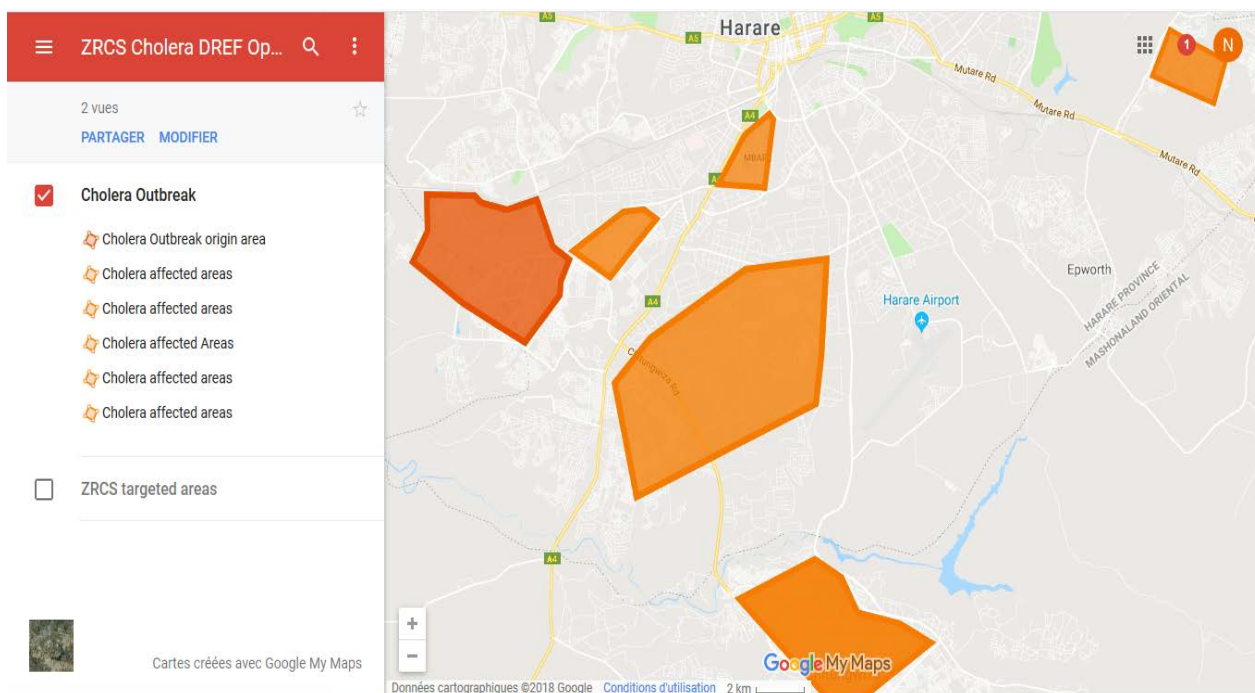 ZRCS Cholera DREF Op...
2 vues
PARTAGER MODIFIER
Cholera Outbreak
Cholera Outbreak origin area
Cholera affected areas
Cholera affected areas
Cholera affected Areas
Cholera affected areas
Cholera affected areas
ZRCS targeted areas
Cartes créées avec Google My Maps
A5
A5
A5
Harare
1
N
Mutare Rd
Mutare Rd
Mutare Rd
A4
Epworth
HARARE PROVINCE
MASHONALAND ORIENTAL
Harare Airport
A4
A4
+
−
Google My Maps
Données cartographiques ©2018 Google Conditions d'utilisation 2 km